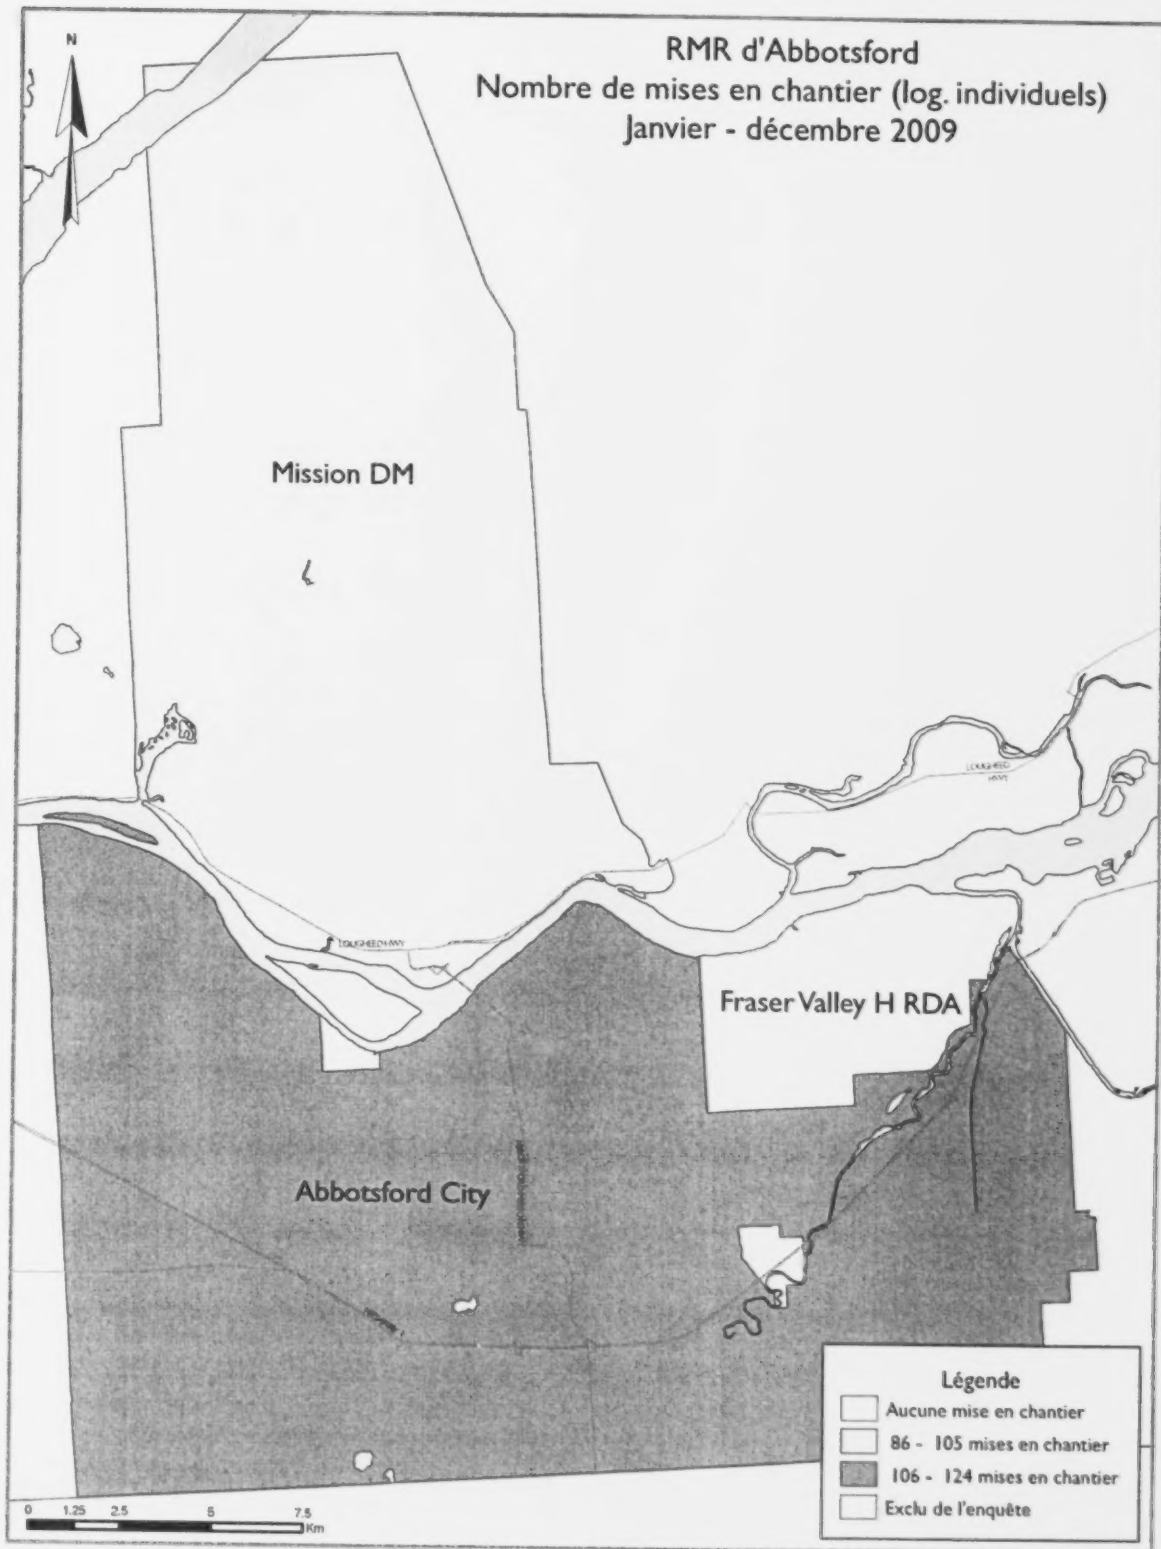 N
RMR d'Abbotsford
Nombre de mises en chantier (log. individuels)
Janvier - décembre 2009
Mission DM
LOUGHEED
HWY
LOUGHEED HWY
Fraser Valley H RDA
Abbotsford City
Légende
Aucune mise en chantier
86 - 105 mises en chantier
106 - 124 mises en chantier
Exclu de l'enquête
0 1.25 2.5 5 7.5
Km